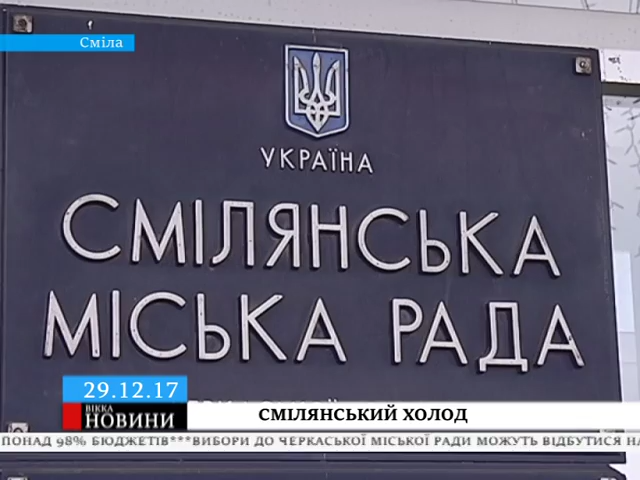 Сміла
УКРАЇНА
СМІЛЯНСЬКА
МІСЬКА РАДА
29.12.17
ВІККА
НОВИНИ
СМІЛЯНСЬКИЙ ХОЛОД
ПОНАД 98% БЮДЖЕТІВ***ВИБОРИ ДО ЧЕРКАСЬКОЇ МІСЬКОЇ РАДИ МОЖУТЬ ВІДБУТИСЯ НА